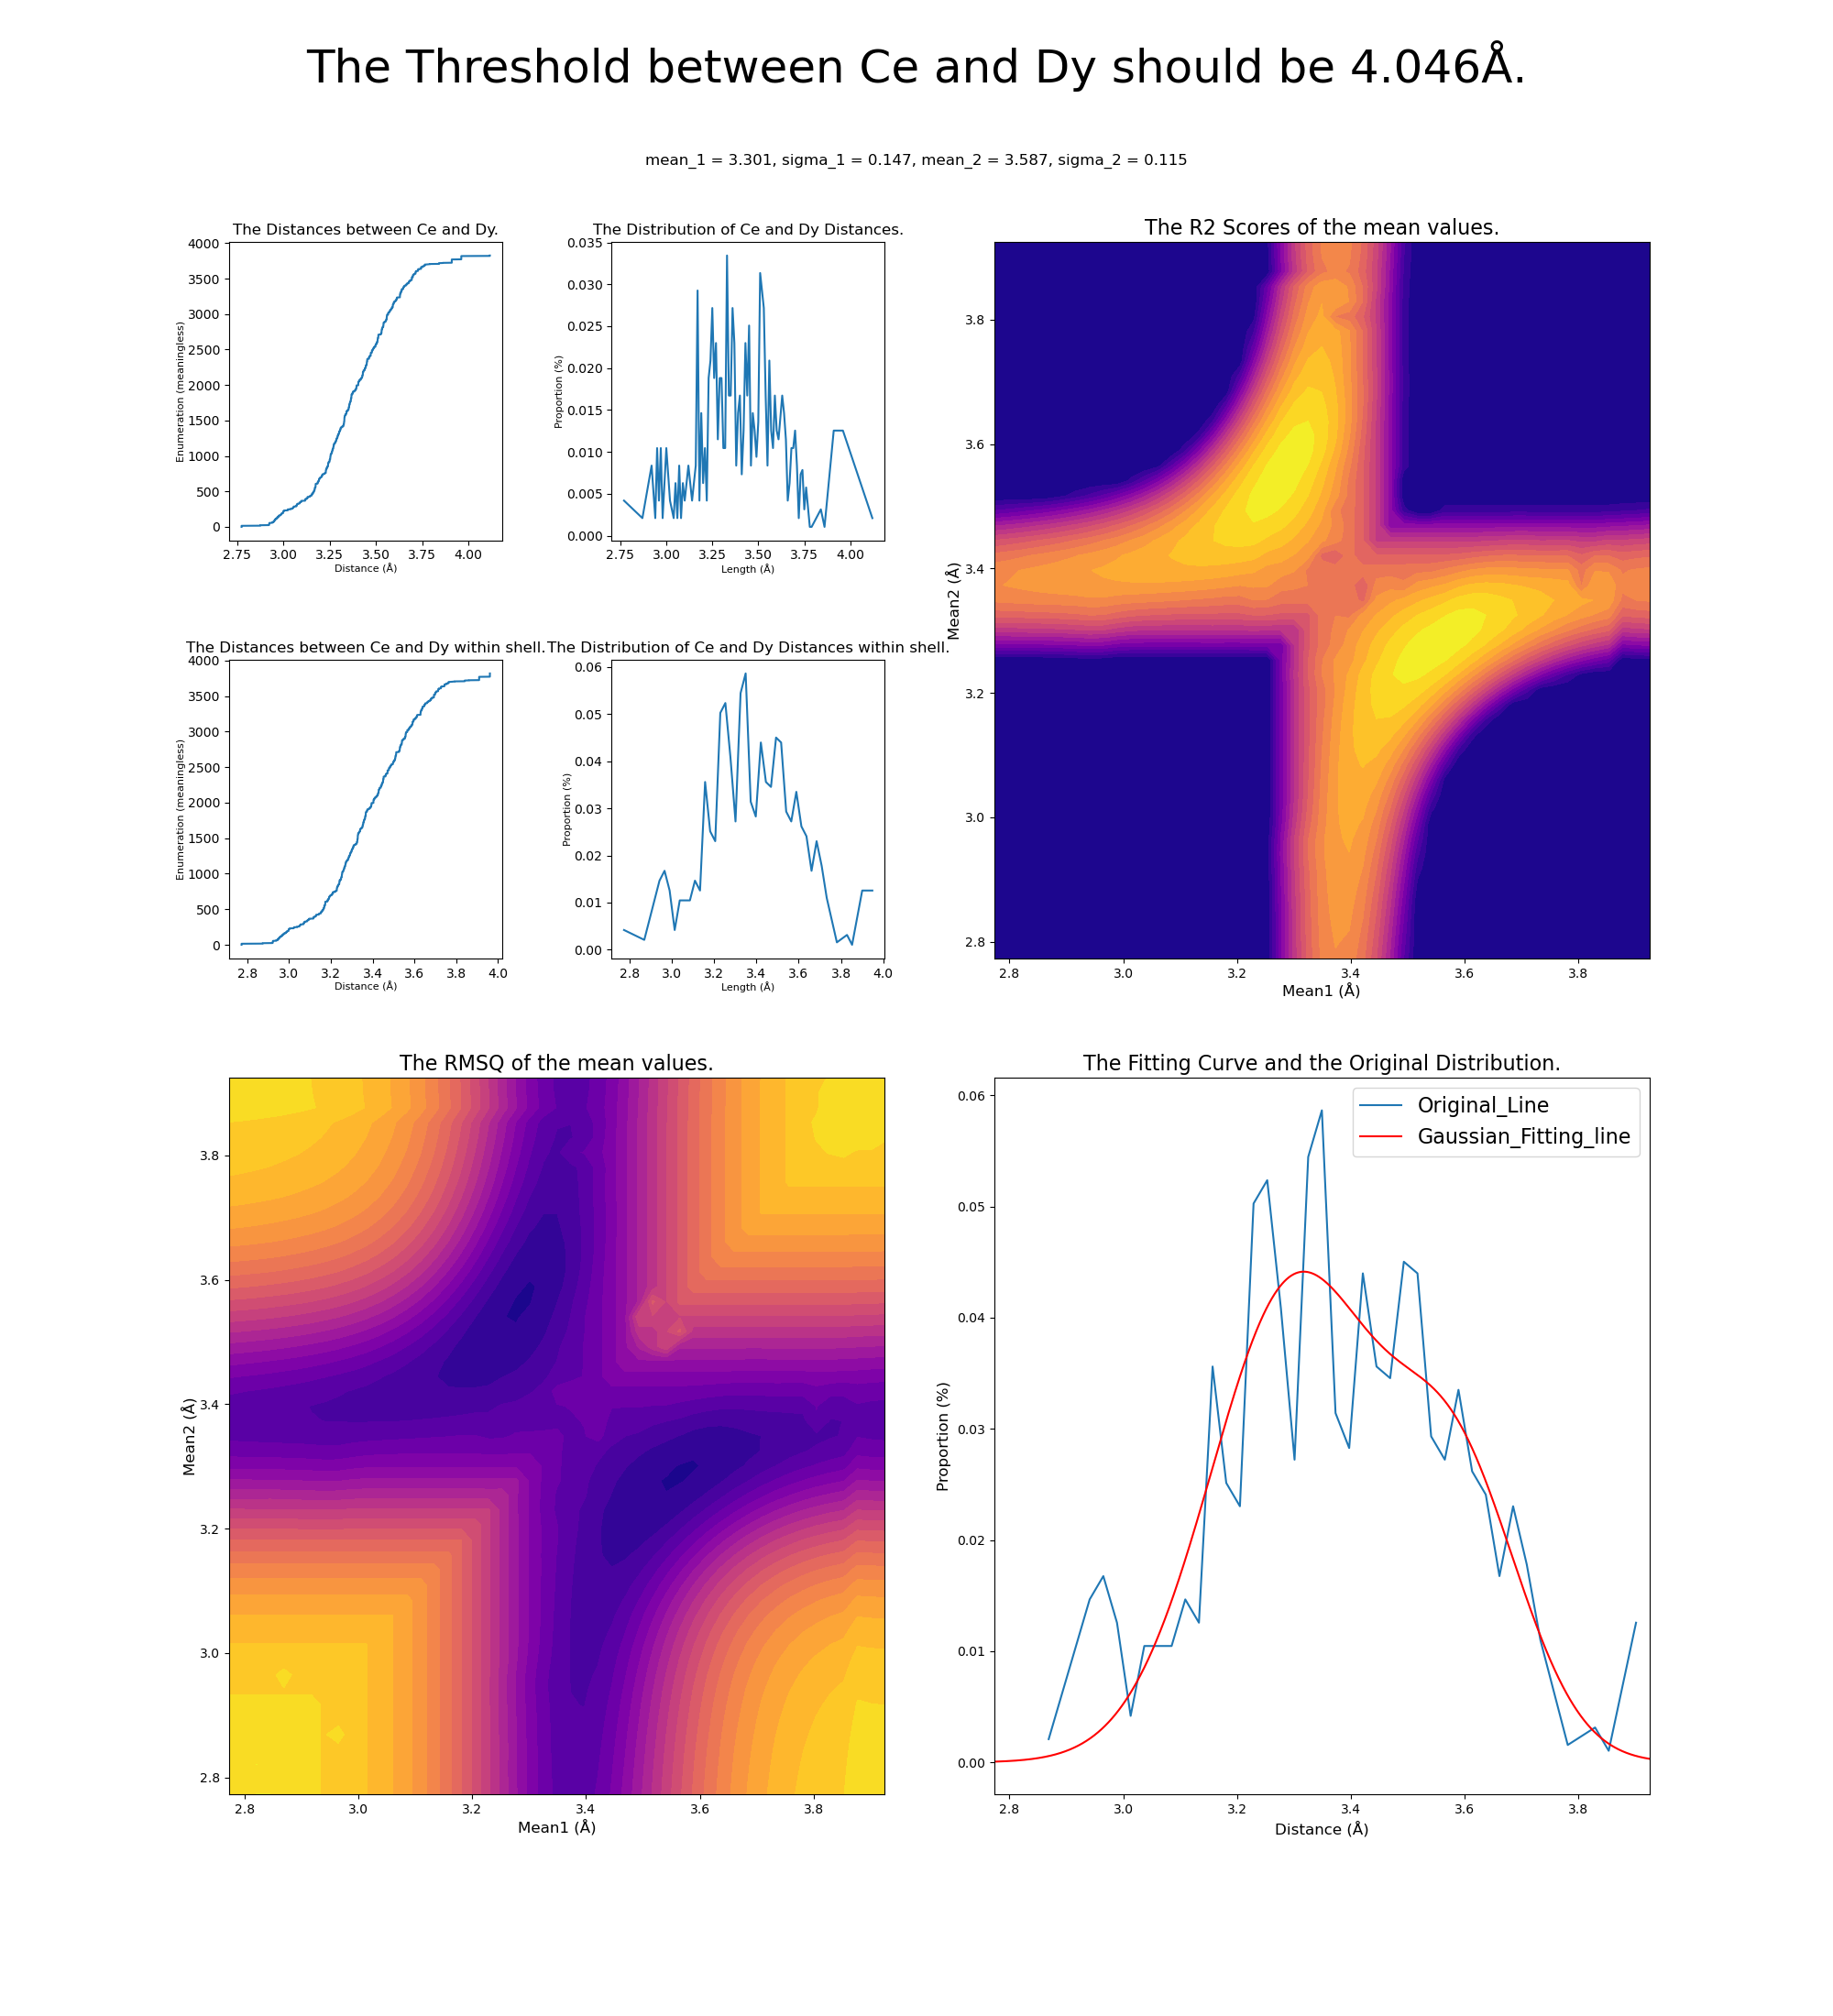 The Threshold between Ce and Dy should be 4.046Å.
mean_1 = 3.301, sigma_1 = 0.147, mean_2 = 3.587, sigma_2 = 0.115
The Distances between Ce and Dy.
4000
3500
3000
2500
2000
1500
1000
500
0
Enumeration (meaningless)
2.75 3.00 3.25 3.50 3.75 4.00
Distance (Å)
The Distribution of Ce and Dy Distances.
0.035
0.030
0.025
0.020
0.015
0.010
0.005
0.000
Proportion (%)
2.75 3.00 3.25 3.50 3.75 4.00
Length (Å)
The R2 Scores of the mean values.
3.8
3.6
3.4
3.2
3.0
2.8
Mean2 (Å)
2.8 3.0 3.2 3.4 3.6 3.8
Mean1 (Å)
The Distances between Ce and Dy within shell.
4000
3500
3000
2500
2000
1500
1000
500
0
Enumeration (meaningless)
2.8 3.0 3.2 3.4 3.6 3.8 4.0
Distance (Å)
The Distribution of Ce and Dy Distances within shell.
0.06
0.05
0.04
0.03
0.02
0.01
0.00
Proportion (%)
2.8 3.0 3.2 3.4 3.6 3.8 4.0
Length (Å)
The RMSQ of the mean values.
3.8
3.6
3.4
3.2
3.0
2.8
Mean2 (Å)
2.8 3.0 3.2 3.4 3.6 3.8
Mean1 (Å)
The Fitting Curve and the Original Distribution.
Original_Line
Gaussian_Fitting_line
0.06
0.05
0.04
0.03
0.02
0.01
0.00
Proportion (%)
2.8 3.0 3.2 3.4 3.6 3.8
Distance (Å)